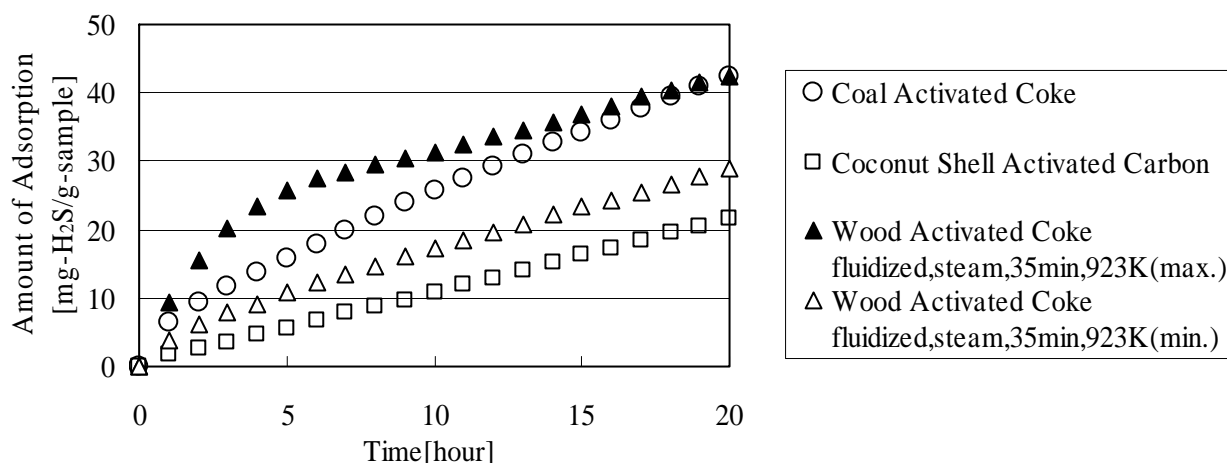 Amount of Adsorption
[mg-H₂S/g-sample]
50
40
30
20
10
0
0 5 10 15 20
Time[hour]
Coal Activated Coke
Coconut Shell Activated Carbon
Wood Activated Coke
fluidized,steam,35min,923K(max.)
Wood Activated Coke
fluidized,steam,35min,923K(min.)